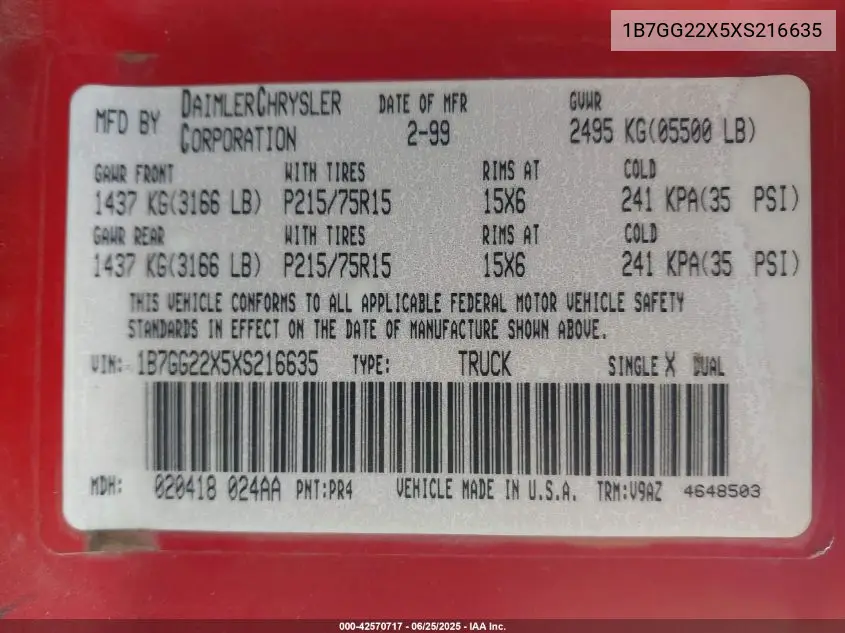 1B7GG22X5XS216635
MFD BY DAIMLERCHRYSLER CORPORATION DATE OF MFR 2-99 GVWR 2495 KG(05500 LB)
GAWR FRONT WITH TIRES RIMS AT COLD
1437 KG(3166 LB) P215/75R15 15X6 241 KPA(35 PSI)
GAWR REAR WITH TIRES RIMS AT COLD
1437 KG(3166 LB) P215/75R15 15X6 241 KPA(35 PSI)
THIS VEHICLE CONFORMS TO ALL APPLICABLE FEDERAL MOTOR VEHICLE SAFETY
STANDARDS IN EFFECT ON THE DATE OF MANUFACTURE SHOWN ABOVE.
VIN: 1B7GG22X5XS216635 TYPE: TRUCK SINGLE X DUAL
MDH: 020418 024AA PNT:PR4 VEHICLE MADE IN U.S.A. TRM:V9AZ 4648503
000-42570717 - 06/25/2025 - IAA Inc.